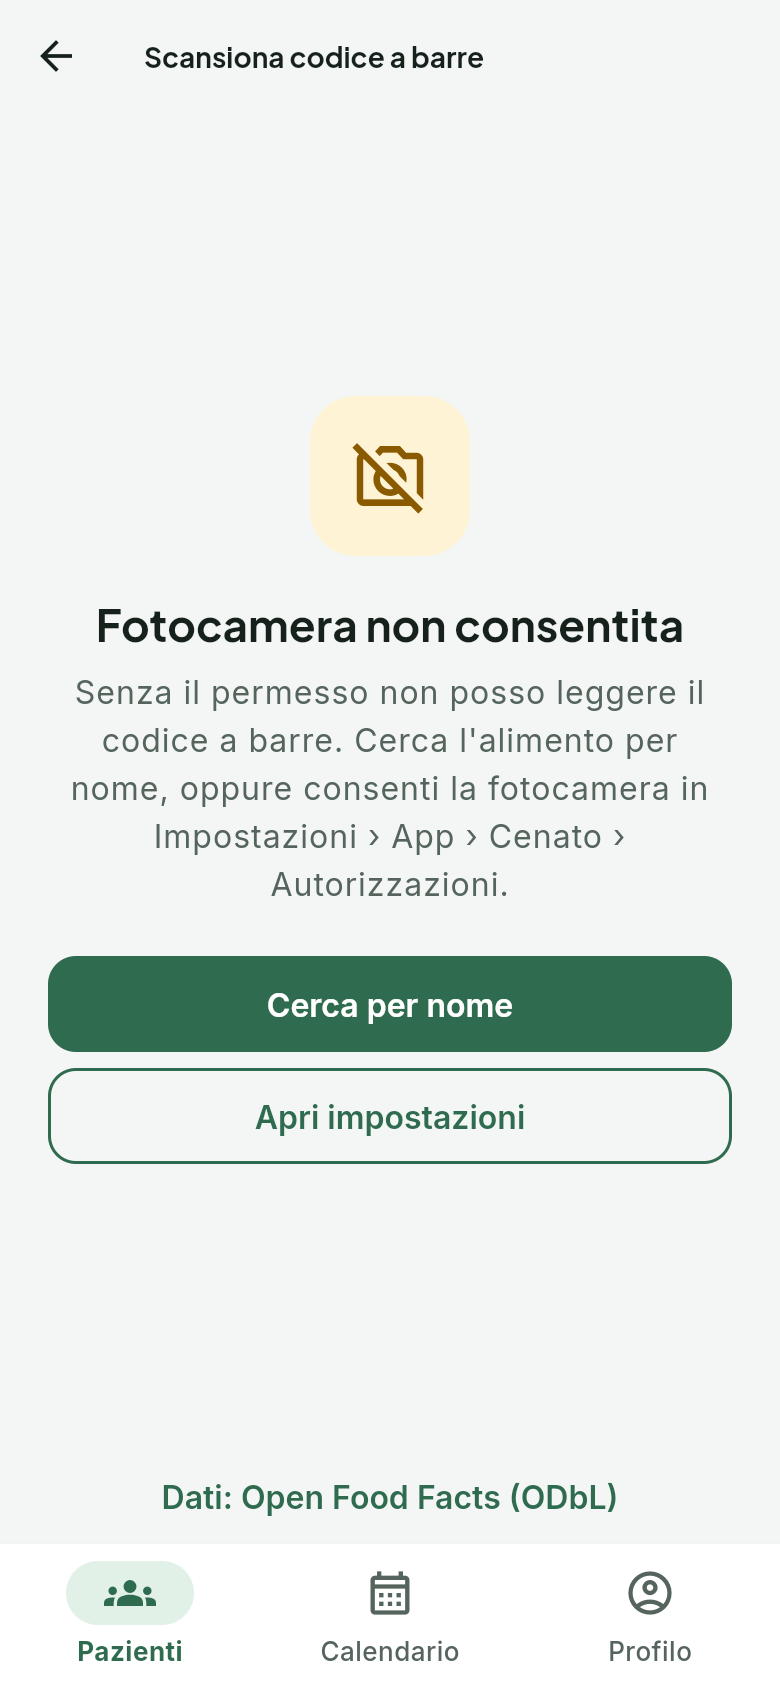 Scansiona codice a barre
Fotocamera non consentita
Senza il permesso non posso leggere il
codice a barre. Cerca l'alimento per
nome, oppure consenti la fotocamera in
Impostazioni › App › Cenato ›
Autorizzazioni.
Cerca per nome
Apri impostazioni
Dati: Open Food Facts (ODbL)
Pazienti
Calendario
Profilo